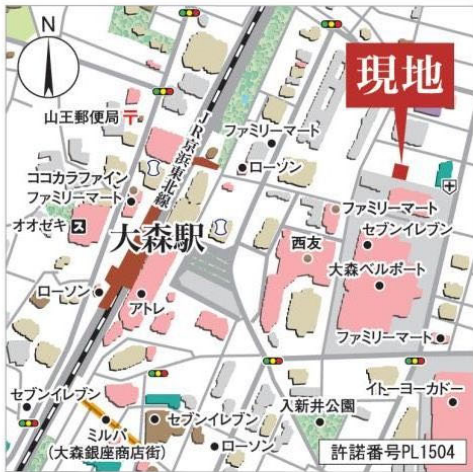 N
現地
山王郵便局
JR京浜東北線
ファミリーマート
ローソン
ココカラファイン
ファミリーマート
オオゼキ
ス
大森駅
ファミリーマート
セブンイレブン
西友
大森ベルポート
ローソン
アトレ
ファミリーマート
セブンイレブン
ミルパ
(大森銀座商店街)
セブンイレブン
ローソン
入新井公園
イトーヨーカドー
許諾番号PL1504